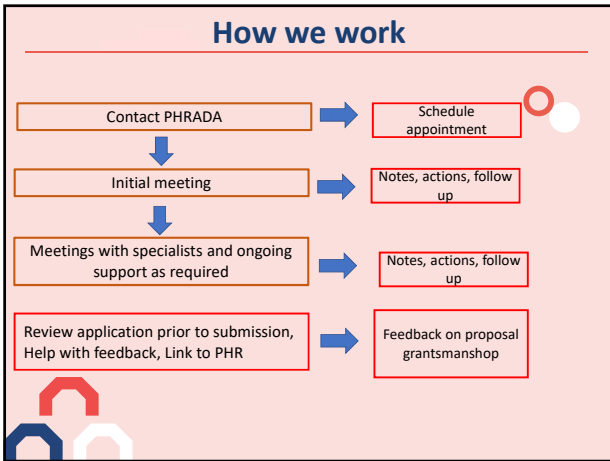 How we work
Contact PHRADA
Schedule
appointment
Initial meeting
Notes, actions, follow
up
Meetings with specialists and ongoing
support as required
Notes, actions, follow
up
Review application prior to submission,
Help with feedback, Link to PHR
Feedback on proposal
grantsmanshop